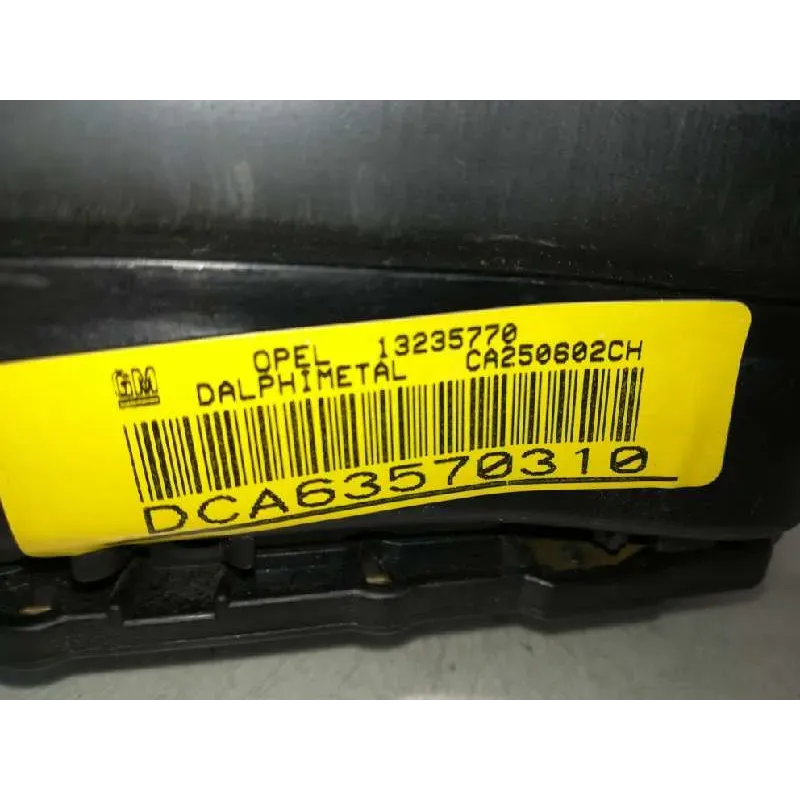 GM
OPEL 13235770
DALPHIMETAL CA250602CH
DCA63570310